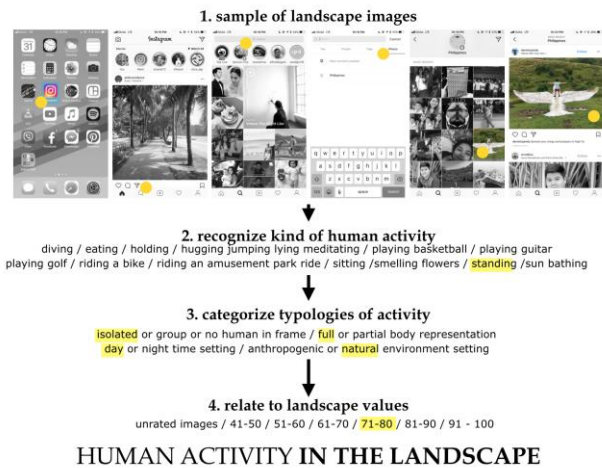 1. sample of landscape images
Instagram
Philippines
Philippines
q w e r t y u i o p
a s d f g h j k l
z x c v b n m
2. recognize kind of human activity
diving / eating / holding / hugging jumping lying meditating / playing basketball / playing guitar
playing golf / riding a bike / riding an amusement park ride / sitting /smelling flowers / standing /sun bathing
3. categorize typologies of activity
isolated or group or no human in frame / full or partial body representation
day or night time setting / anthropogenic or natural environment setting
4. relate to landscape values
unrated images / 41-50 / 51-60 / 61-70 / 71-80 / 81-90 / 91 - 100
HUMAN ACTIVITY IN THE LANDSCAPE